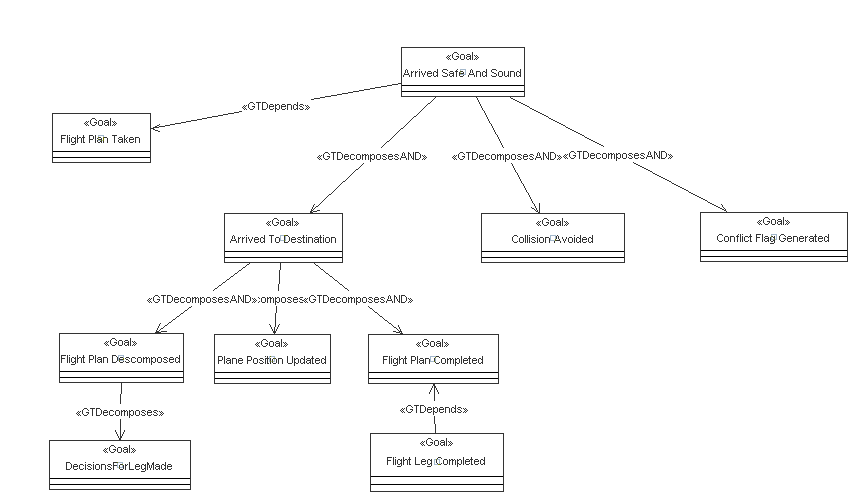 «Goal»
Arrived Safe And Sound
«GTDepends»
«Goal»
Flight Plan Taken
«GTDecomposesAND»
«GTDecomposesAND»
«GTDecomposesAND»
«Goal»
Arrived To Destination
«Goal»
Collision Avoided
«Goal»
Conflict Flag Generated
«GTDecomposesAND»
composes
«GTDecomposesAND»
«Goal»
Flight Plan Descomposed
«Goal»
Plane Position Updated
«Goal»
Flight Plan Completed
«GTDecomposes»
«GTDepends»
«Goal»
DecisionsForLegMade
«Goal»
Flight Leg Completed